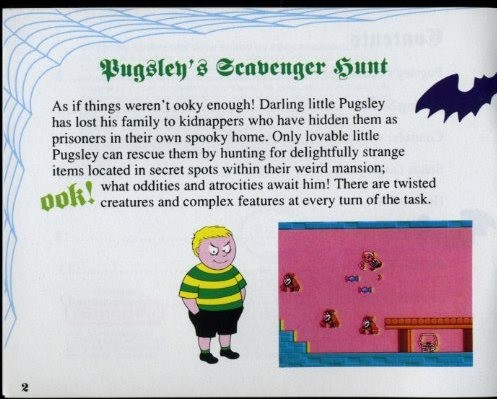 Pugsley's Scavenger Hunt
As if things weren't ooky enough! Darling little Pugsley
has lost his family to kidnappers who have hidden them as
prisoners in their own spooky home. Only lovable little
Pugsley can rescue them by hunting for delightfully strange
items located in secret spots within their weird mansion;
ook! what oddities and atrocities await him! There are twisted
creatures and complex features at every turn of the task.
2